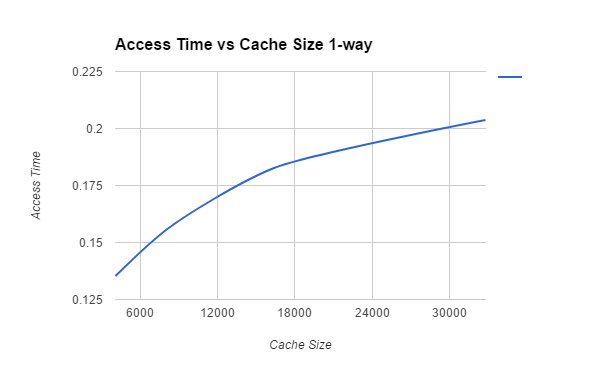 Access Time vs Cache Size 1-way
0.225
0.2
0.175
0.15
0.125
Access Time
6000 12000 18000 24000 30000
Cache Size